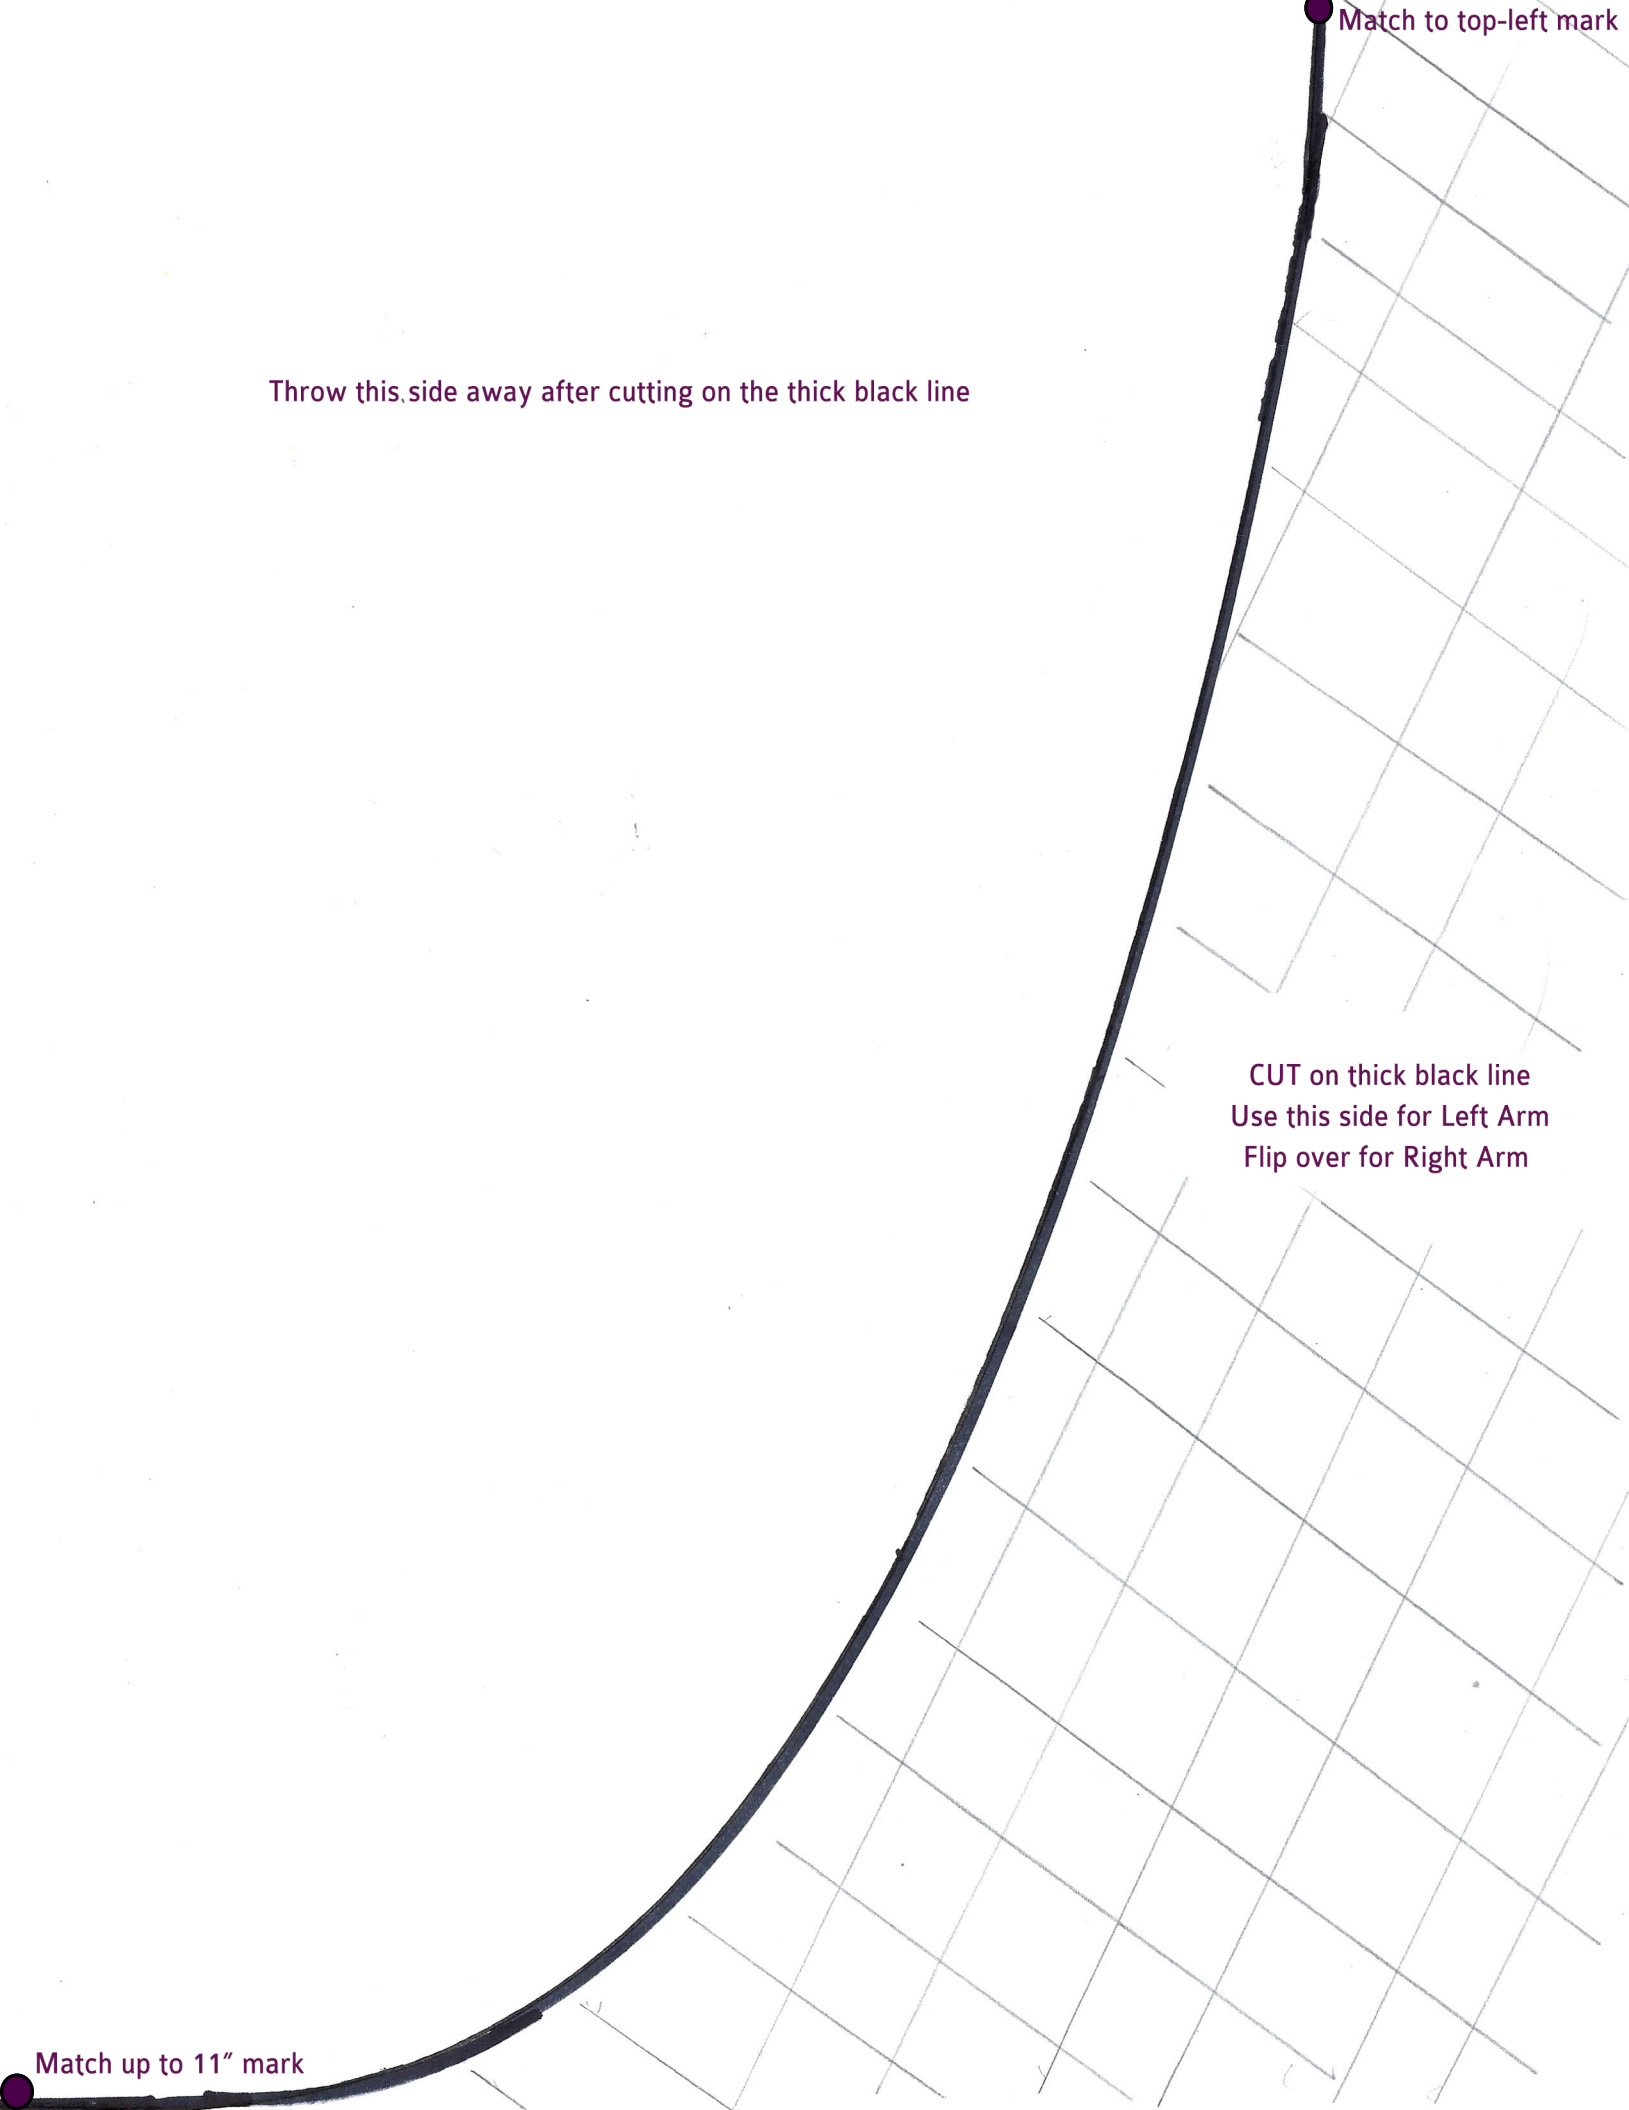 Match to top-left mark
Throw this side away after cutting on the thick black line
CUT on thick black line
Use this side for Left Arm
Flip over for Right Arm
Match up to 11″ mark